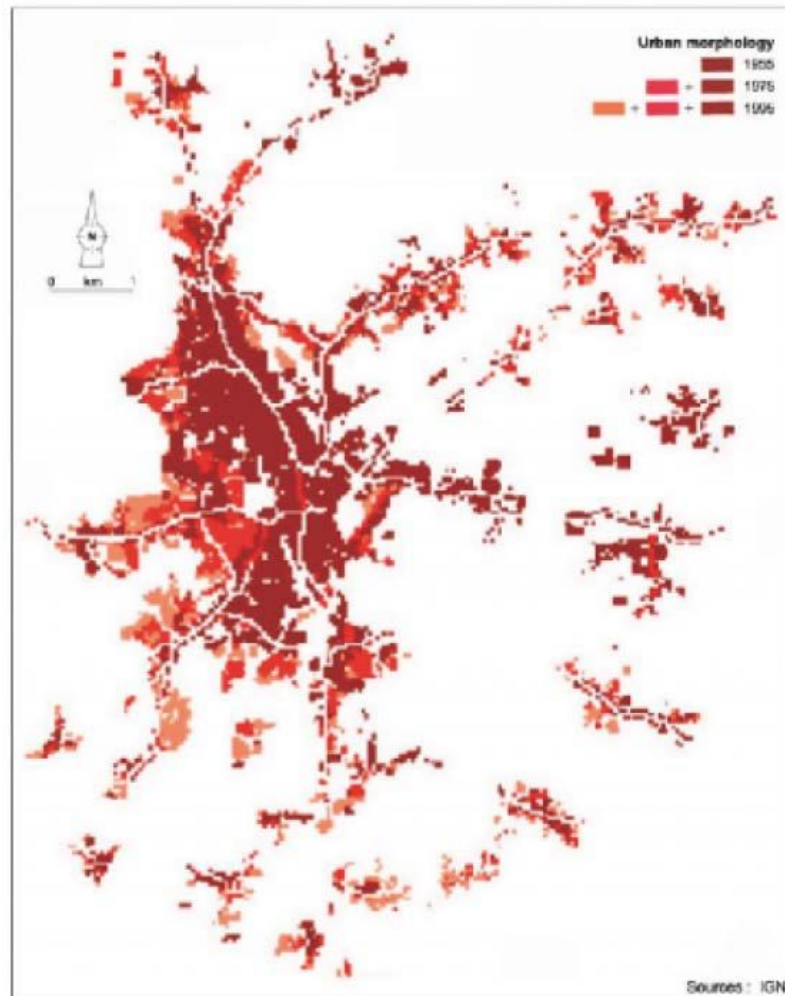 Urban morphology
1955
+ 1975
+ + 1995
N
0 km 1
Sources : IGN